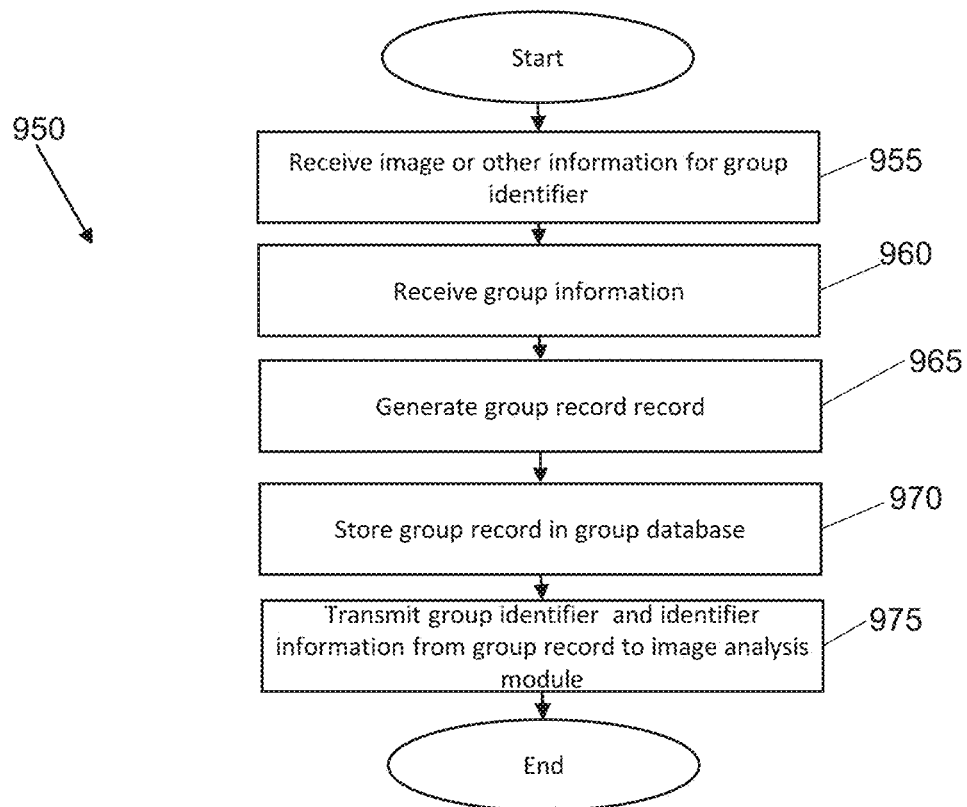 Start
950
Receive image or other information for group
identifier
955
Receive group information
960
Generate group record record
965
Store group record in group database
970
Transmit group identifier and identifier
information from group record to image analysis
module
975
End